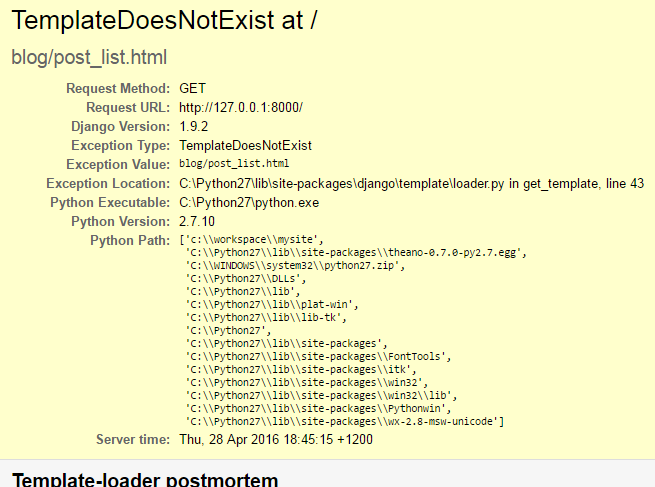 TemplateDoesNotExist at /
blog/post_list.html
Request Method: GET
Request URL: http://127.0.0.1:8000/
Django Version: 1.9.2
Exception Type: TemplateDoesNotExist
Exception Value: blog/post_list.html
Exception Location: C:\Python27\lib\site-packages\django\template\loader.py in get_template, line 43
Python Executable: C:\Python27\python.exe
Python Version: 2.7.10
Python Path: ['c:\\workspace\\mysite',
'C:\\Python27\\lib\\site-packages\\theano-0.7.0-py2.7.egg',
'C:\\WINDOWS\\system32\\python27.zip',
'C:\\Python27\\DLLs',
'C:\\Python27\\lib',
'C:\\Python27\\lib\\plat-win',
'C:\\Python27\\lib\\lib-tk',
'C:\\Python27',
'C:\\Python27\\lib\\site-packages',
'C:\\Python27\\lib\\site-packages\\FontTools',
'C:\\Python27\\lib\\site-packages\\itk',
'C:\\Python27\\lib\\site-packages\\win32',
'C:\\Python27\\lib\\site-packages\\win32\\lib',
'C:\\Python27\\lib\\site-packages\\Pythonwin',
'C:\\Python27\\lib\\site-packages\\wx-2.8-msw-unicode']
Server time: Thu, 28 Apr 2016 18:45:15 +1200
Template-loader postmortem